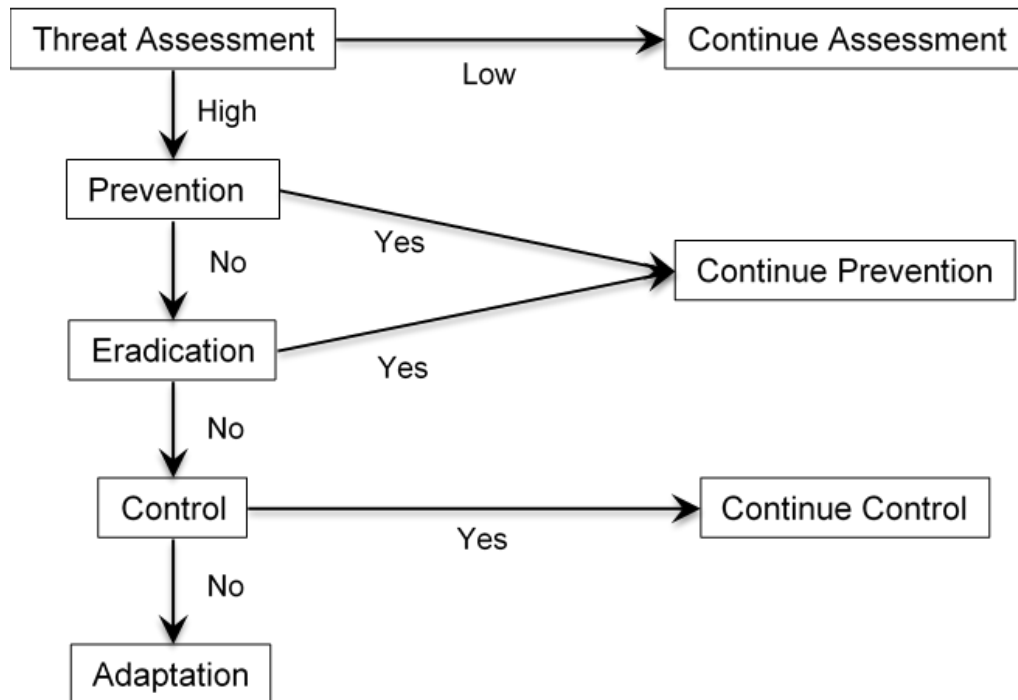 Threat Assessment
Continue Assessment
Low
High
Prevention
Yes
No
Continue Prevention
Eradication
Yes
No
Control
Continue Control
Yes
No
Adaptation